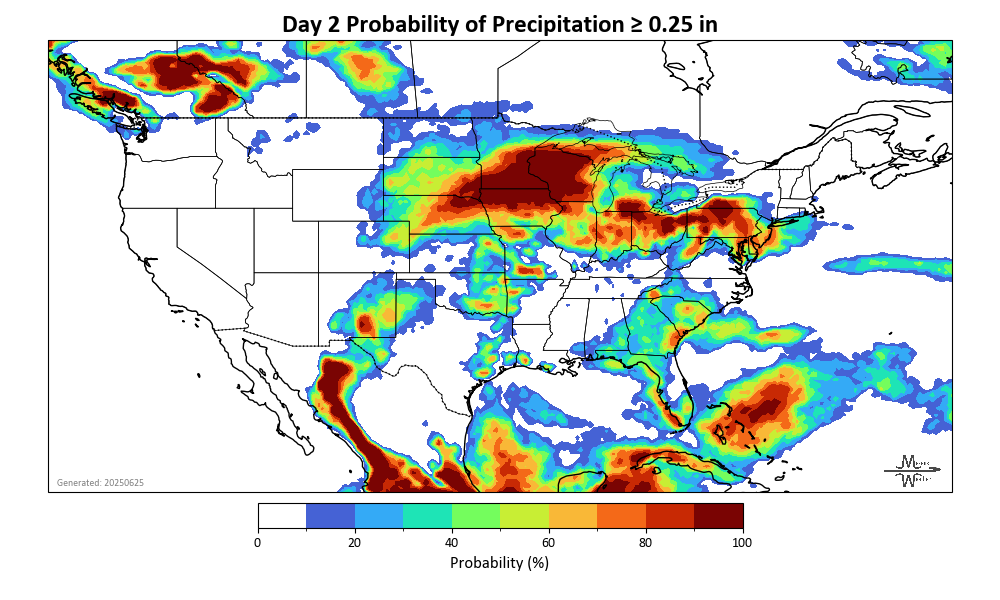 Day 2 Probability of Precipitation ≥ 0.25 in
Generated: 20250625
0 20 40 60 80 100
Probability (%)